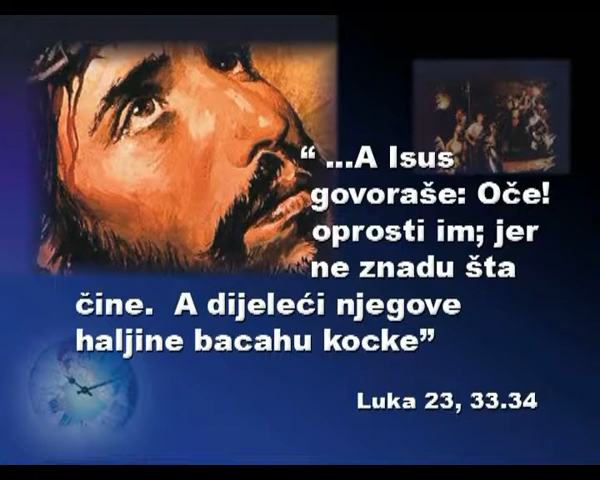 “ ...A Isus
govoraše: Oče!
oprosti im; jer
ne znadu šta
čine.  A dijeleći njegove
haljine bacahu kocke”
Luka 23, 33.34